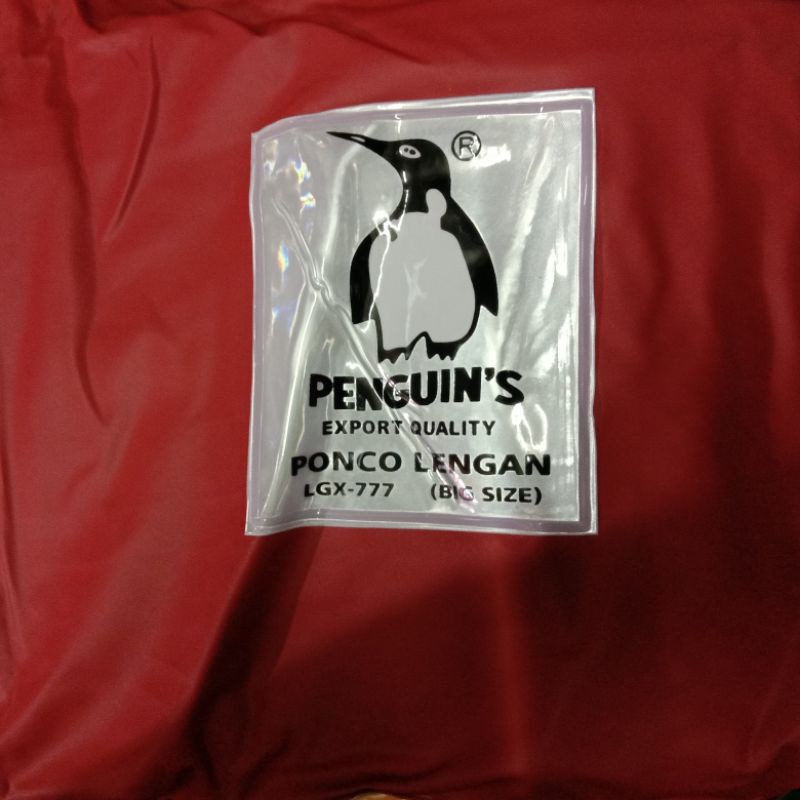 ®
PENGUIN'S
EXPORT QUALITY
PONCO LENGAN
LGX-777 (BIG SIZE)